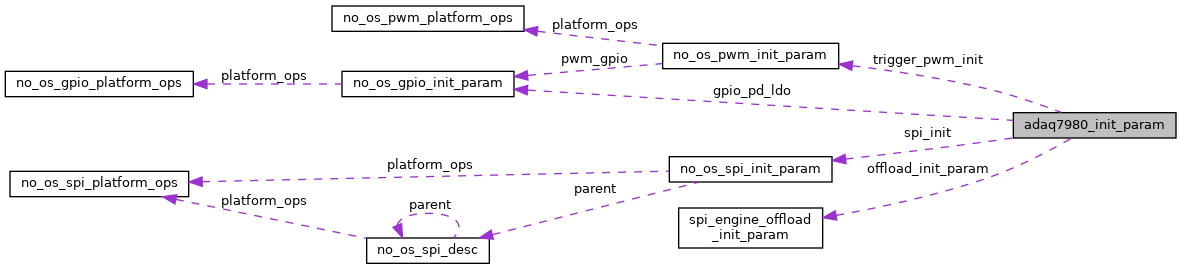 no_os_pwm_platform_ops
platform_ops
no_os_pwm_init_param
pwm_gpio
trigger_pwm_init
no_os_gpio_platform_ops
platform_ops
no_os_gpio_init_param
gpio_pd_ldo
adaq7980_init_param
spi_init
platform_ops
no_os_spi_init_param
offload_init_param
no_os_spi_platform_ops
parent
platform_ops
parent
spi_engine_offload
_init_param
no_os_spi_desc